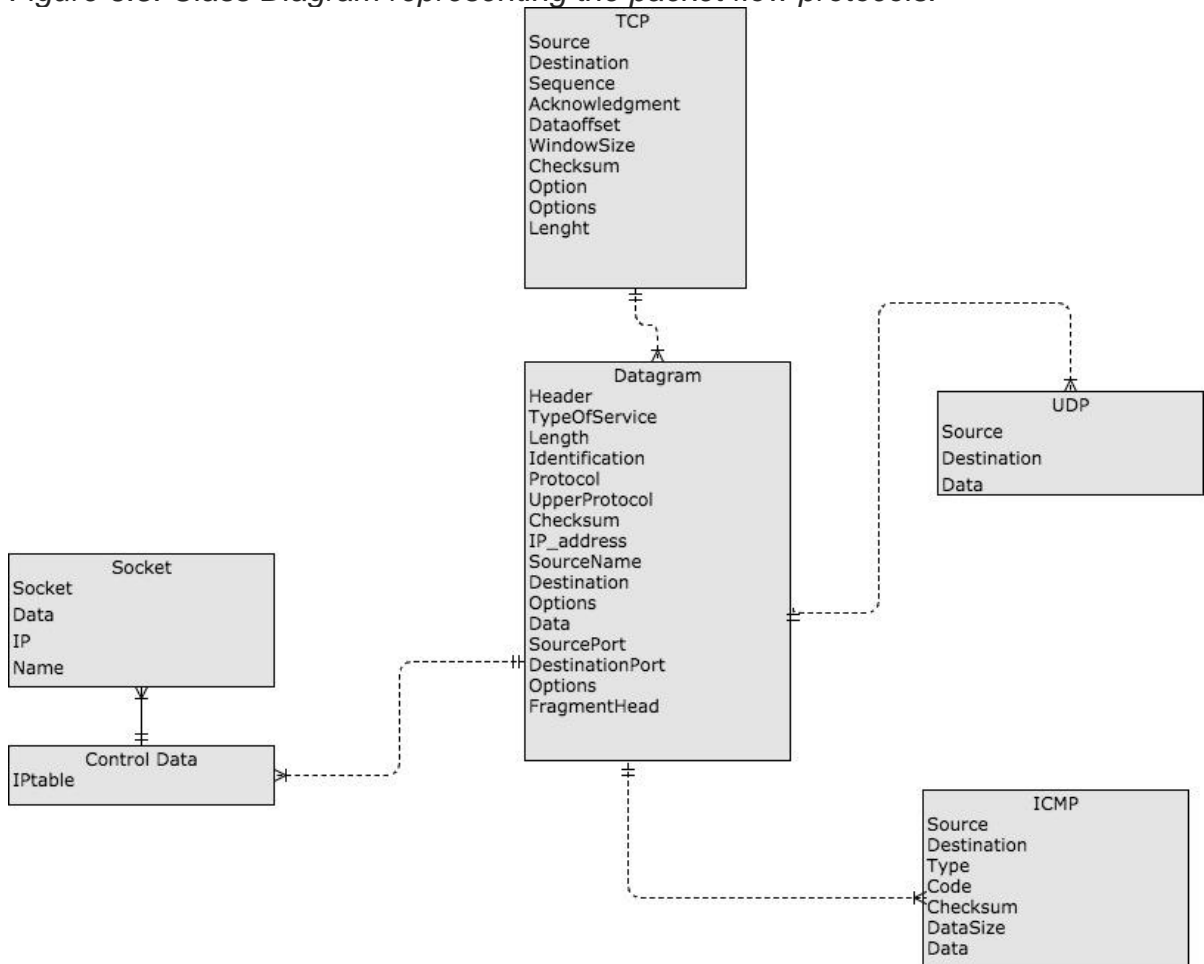 Figure 3.3: Class Diagram representing the packet flow protocols.
TCP
Source
Destination
Sequence
Acknowledgment
Dataoffset
WindowSize
Checksum
Option
Options
Lenght
Datagram
Header
TypeOfService
Length
Identification
Protocol
UpperProtocol
Checksum
IP_address
SourceName
Destination
Options
Data
SourcePort
DestinationPort
Options
FragmentHead
UDP
Source
Destination
Data
Socket
Socket
Data
IP
Name
Control Data
IPtable
ICMP
Source
Destination
Type
Code
Checksum
DataSize
Data